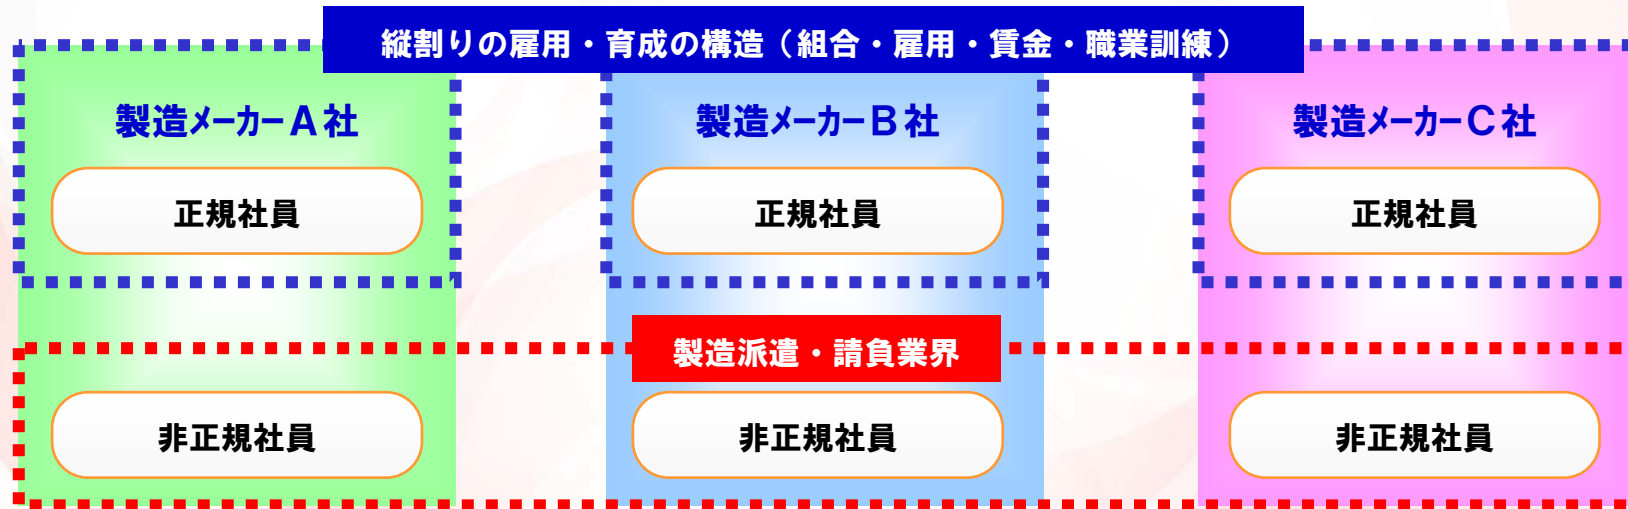 縦割りの雇用・育成の構造（組合・雇用・賃金・職業訓練）
製造メーカーＡ社
製造メーカーＢ社
製造メーカーＣ社
正規社員
正規社員
正規社員
製造派遣・請負業界
非正規社員
非正規社員
非正規社員